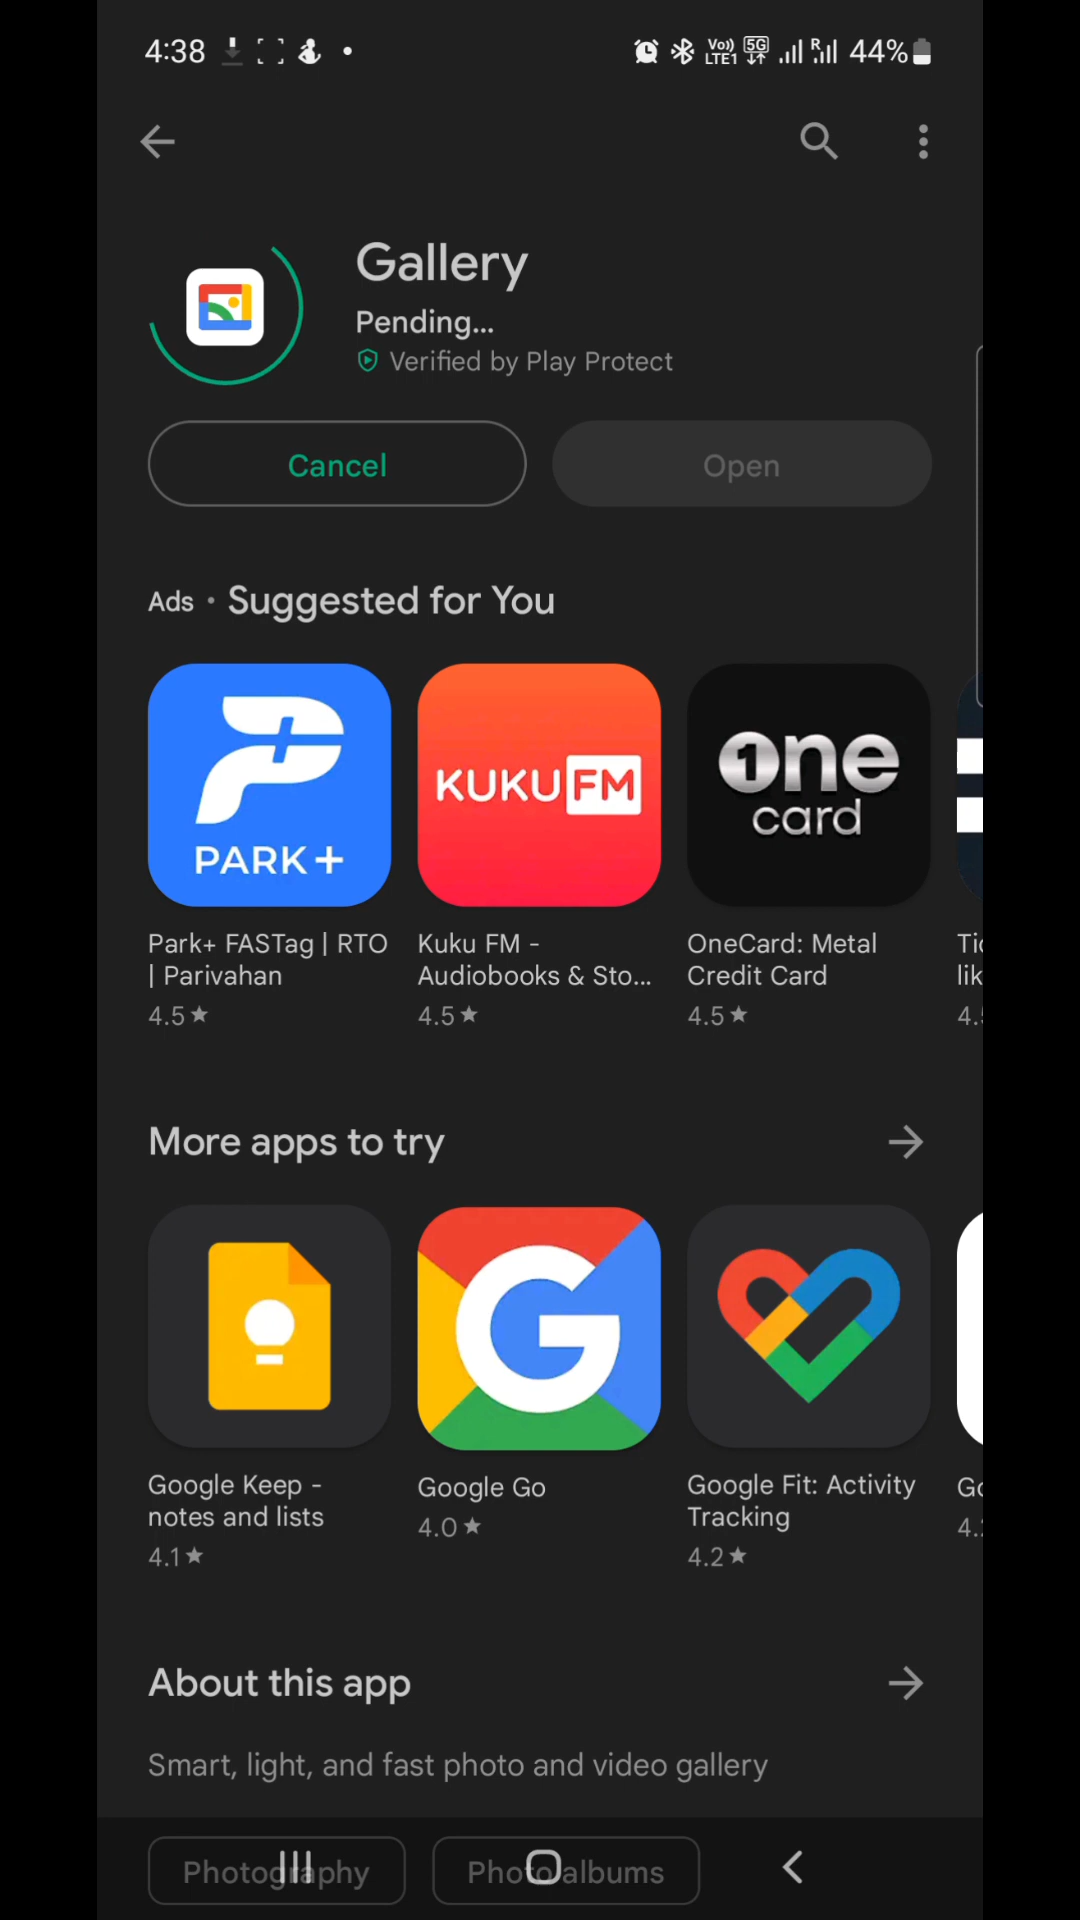 4:38
Vo)) LTE1 5G R 44%
Gallery
Pending...
Verified by Play Protect
Cancel
Open
Ads • Suggested for You
PARK+
KUKU FM
one
card
Park+ FASTag | RTO
| Parivahan
4.5★
Kuku FM -
Audiobooks & Sto...
4.5★
OneCard: Metal
Credit Card
4.5★
More apps to try
G
Google Keep -
notes and lists
4.1★
Google Go
4.0★
Google Fit: Activity
Tracking
4.2★
About this app
Smart, light, and fast photo and video gallery
Photography
Photo albums